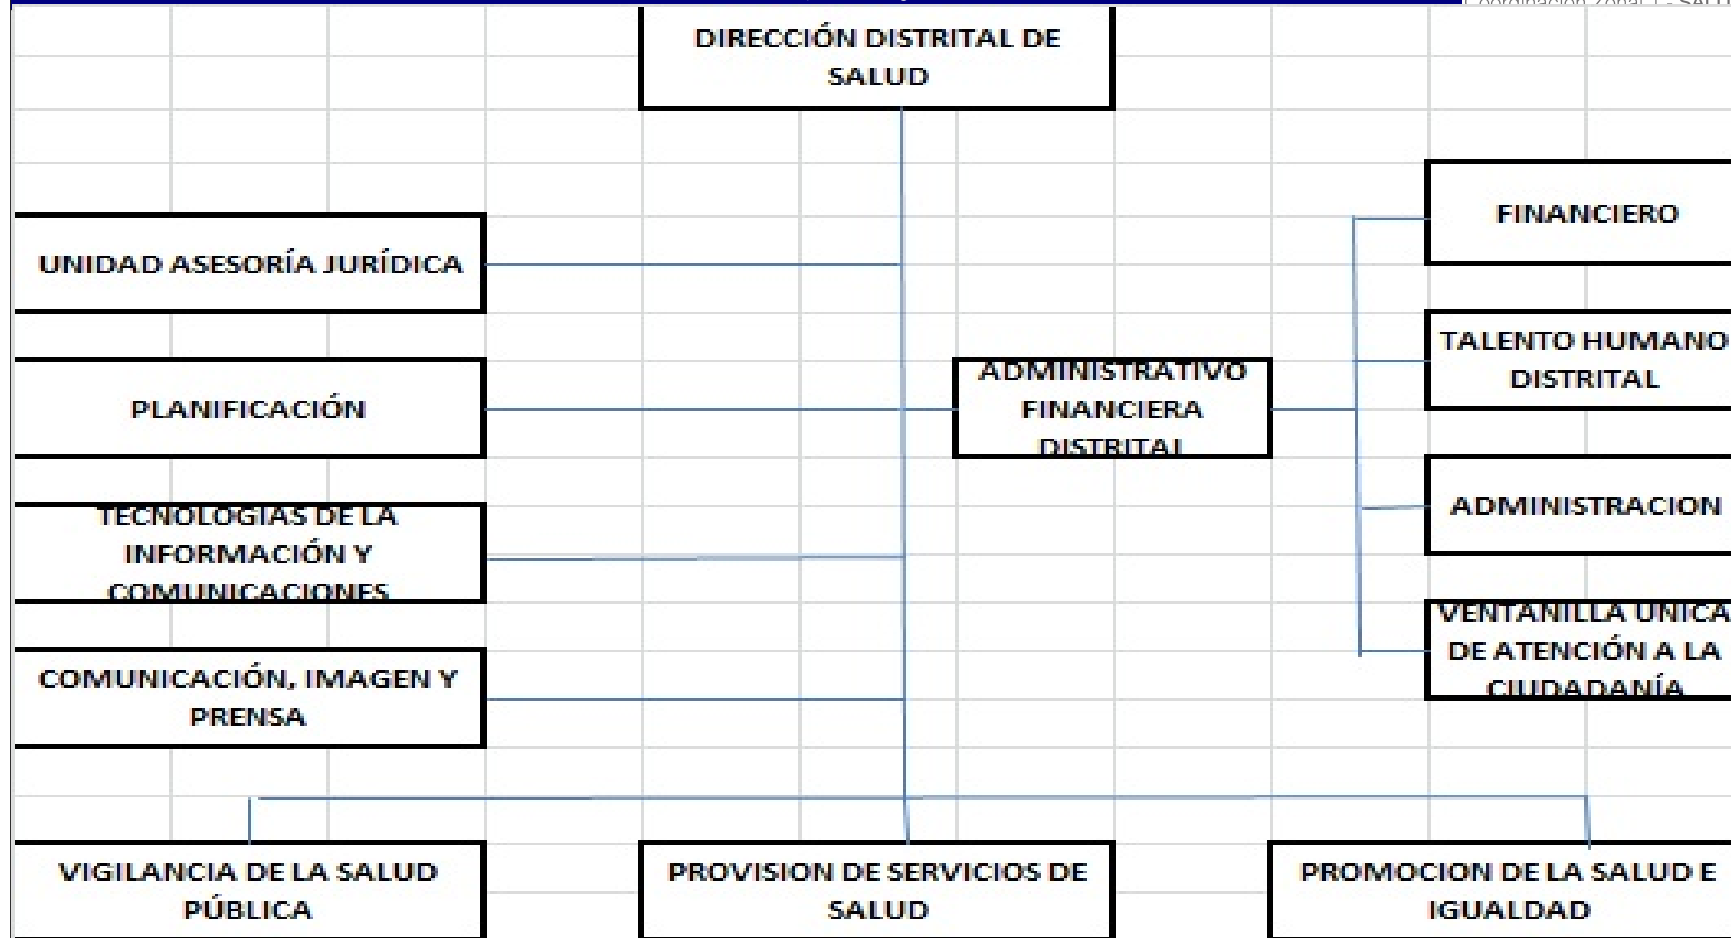 DIRECCIÓN DISTRITAL DE
SALUD
FINANCIERO
UNIDAD ASESORÍA JURÍDICA
TALENTO HUMANO
DISTRITAL
PLANIFICACIÓN
ADMINISTRATIVO
FINANCIERA
DISTRITAL
ADMINISTRACION
TECNOLOGÍAS DE LA
INFORMACIÓN Y
COMUNICACIONES
VENTANILLA UNICA
DE ATENCIÓN A LA
CIUDADANÍA
COMUNICACIÓN, IMAGEN Y
PRENSA
VIGILANCIA DE LA SALUD
PÚBLICA
PROVISION DE SERVICIOS DE
SALUD
PROMOCION DE LA SALUD E
IGUALDAD